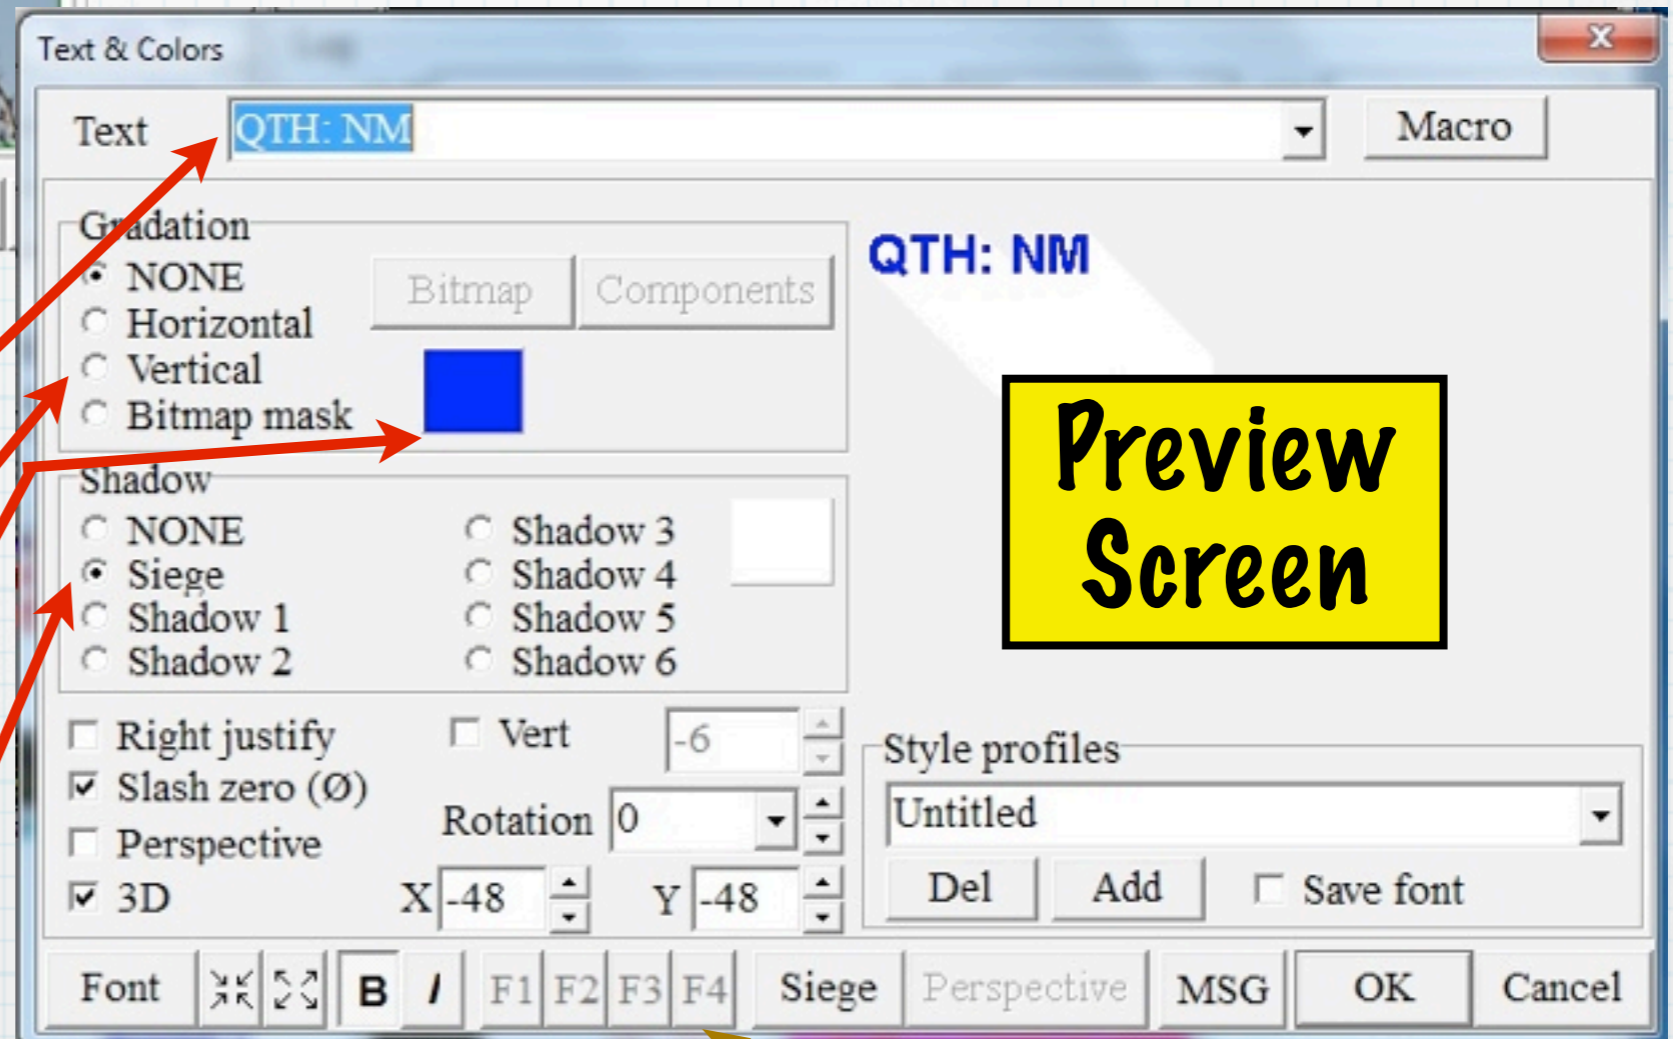 Text & Colors
Text QTH: NM Macro
Gradation
NONE
Horizontal
Vertical
Bitmap mask
Bitmap Components
QTH: NM
Preview
Screen
Shadow
NONE
Siege
Shadow 1
Shadow 2
Shadow 3
Shadow 4
Shadow 5
Shadow 6
Right justify
Slash zero (Ø)
Perspective
3D
Vert -6
Rotation 0
X -48 Y -48
Style profiles
Untitled
Del Add Save font
Font B I F1 F2 F3 F4 Siege Perspective MSG OK Cancel